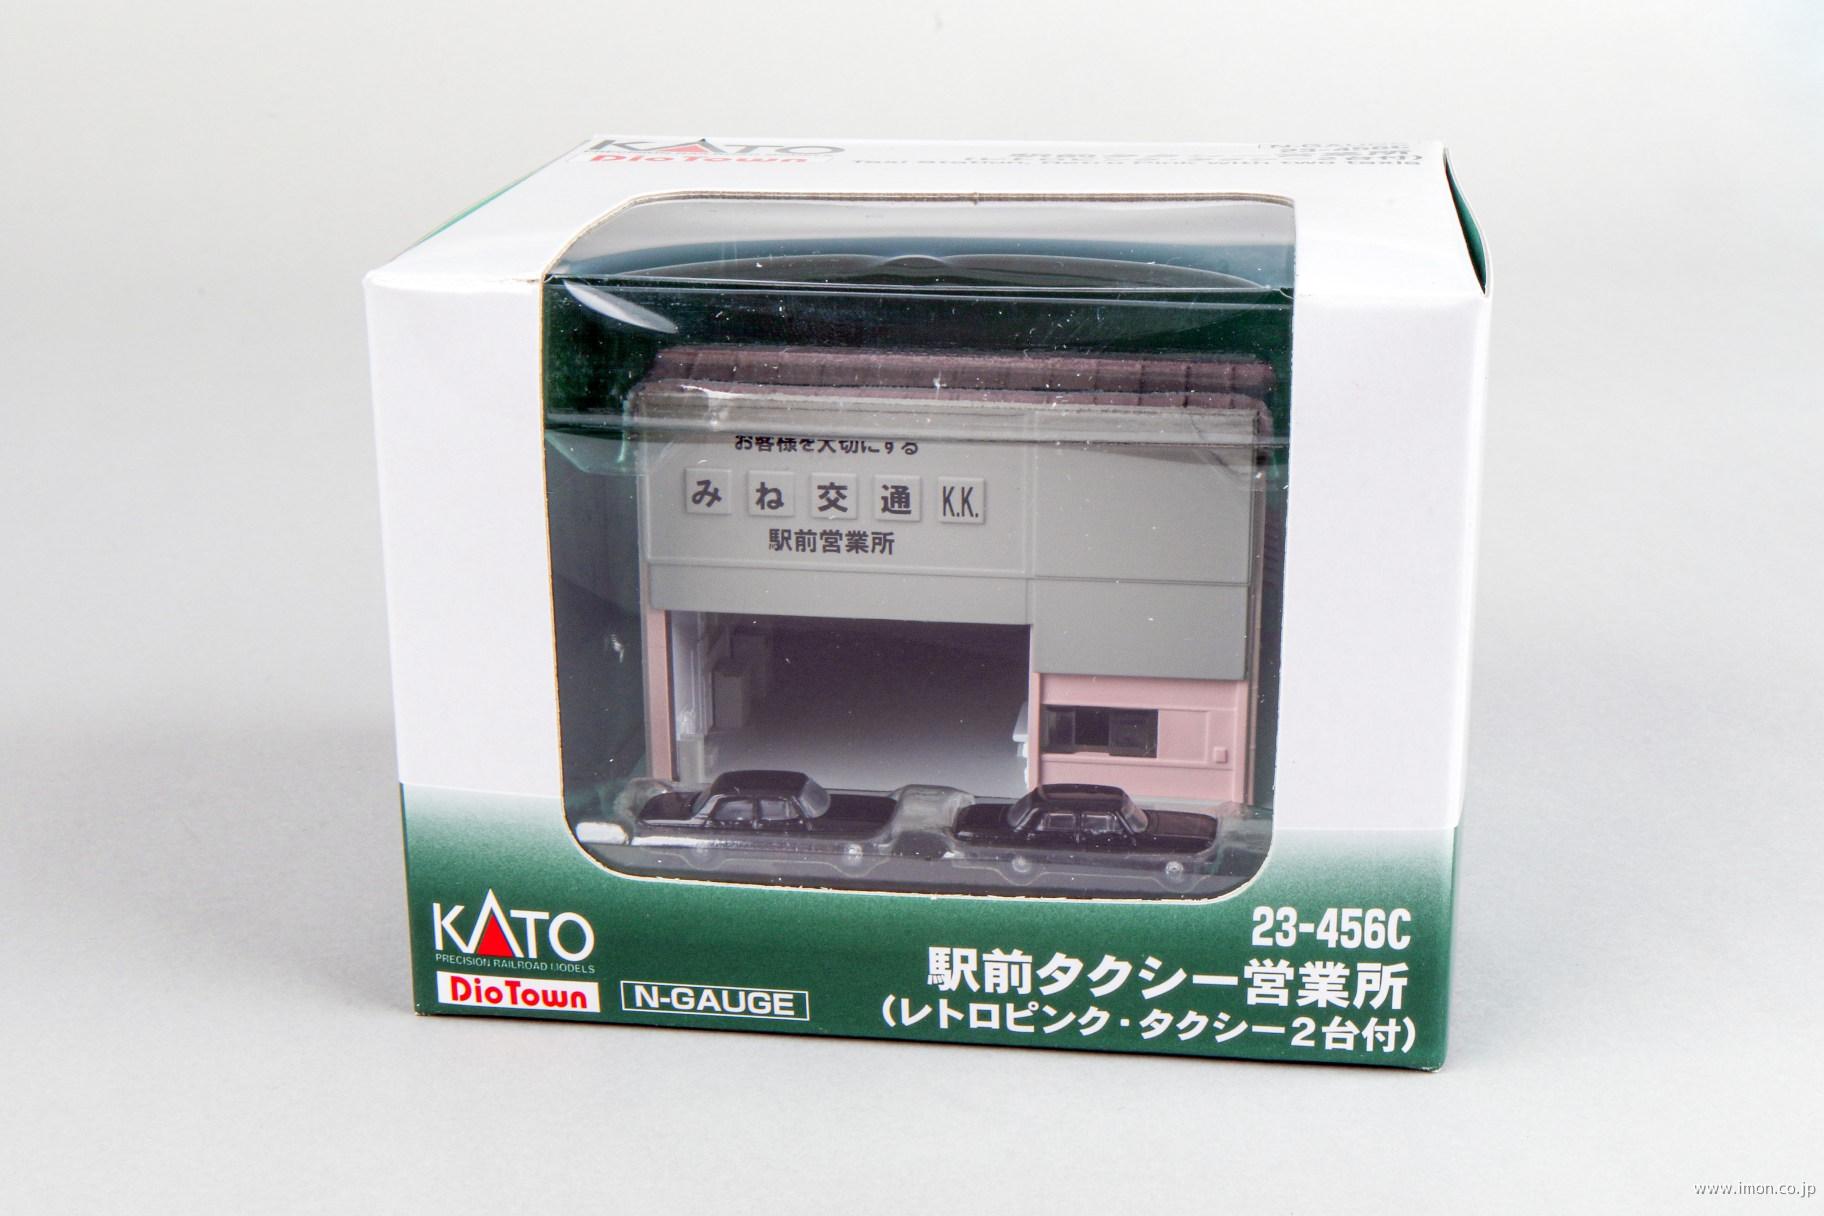 KATO
DioTown
お客様を大切にする
みね交通 K.K.
駅前営業所
KATO
PRECISION RAILROAD MODELS
DioTown
N-GAUGE
23-456C
駅前タクシー営業所
(レトロピンク・タクシー2台付)
www.imon.co.jp